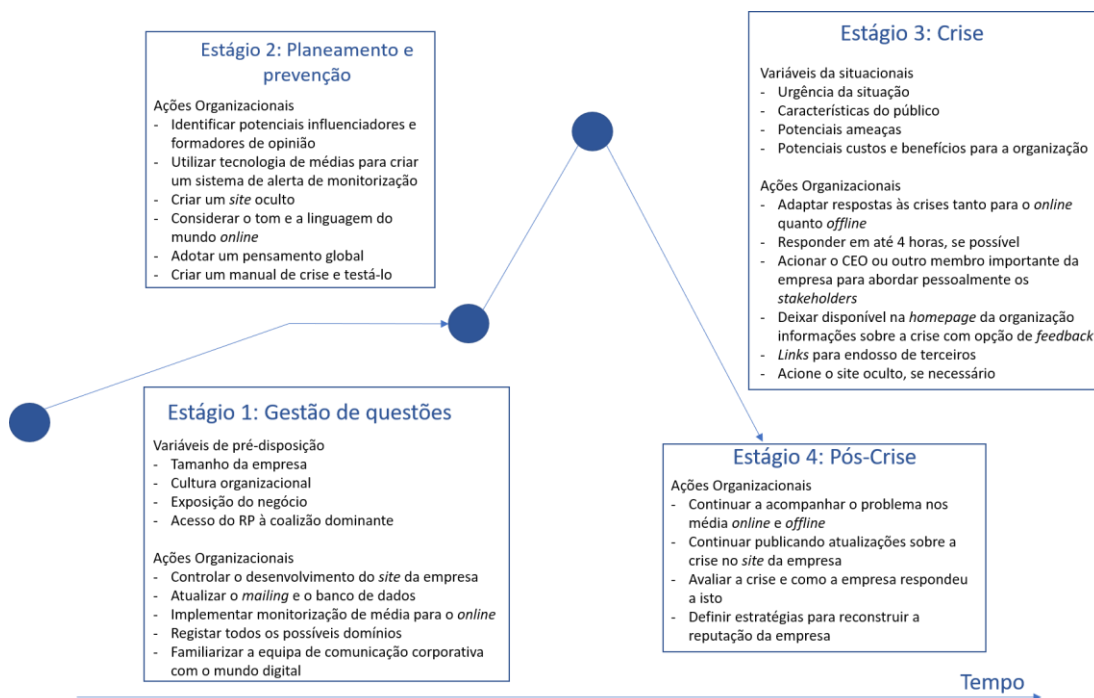 Estágio 2: Planeamento e
prevenção
Ações Organizacionais
- Identificar potenciais influenciadores e
formadores de opinião
- Utilizar tecnologia de médias para criar
um sistema de alerta de monitorização
- Criar um site oculto
- Considerar o tom e a linguagem do
mundo online
- Adotar um pensamento global
- Criar um manual de crise e testá-lo
Estágio 3: Crise
Variáveis da situacionais
- Urgência da situação
- Características do público
- Potenciais ameaças
- Potenciais custos e benefícios para a organização
Ações Organizacionais
- Adaptar respostas às crises tanto para o online
quanto offline
- Responder em até 4 horas, se possível
- Acionar o CEO ou outro membro importante da
empresa para abordar pessoalmente os
stakeholders
- Deixar disponível na homepage da organização
informações sobre a crise com opção de feedback
- Links para endosso de terceiros
- Acione o site oculto, se necessário
Estágio 1: Gestão de questões
Variáveis de pré-disposição
- Tamanho da empresa
- Cultura organizacional
- Exposição do negócio
- Acesso do RP à coalizão dominante
Ações Organizacionais
- Controlar o desenvolvimento do site da empresa
- Atualizar o mailing e o banco de dados
- Implementar monitorização de média para o online
- Registar todos os possíveis domínios
- Familiarizar a equipa de comunicação corporativa
com o mundo digital
Estágio 4: Pós-Crise
Ações Organizacionais
- Continuar a acompanhar o problema nos
média online e offline
- Continuar publicando atualizações sobre a
crise no site da empresa
- Avaliar a crise e como a empresa respondeu
a isto
- Definir estratégias para reconstruir a
reputação da empresa
Tempo